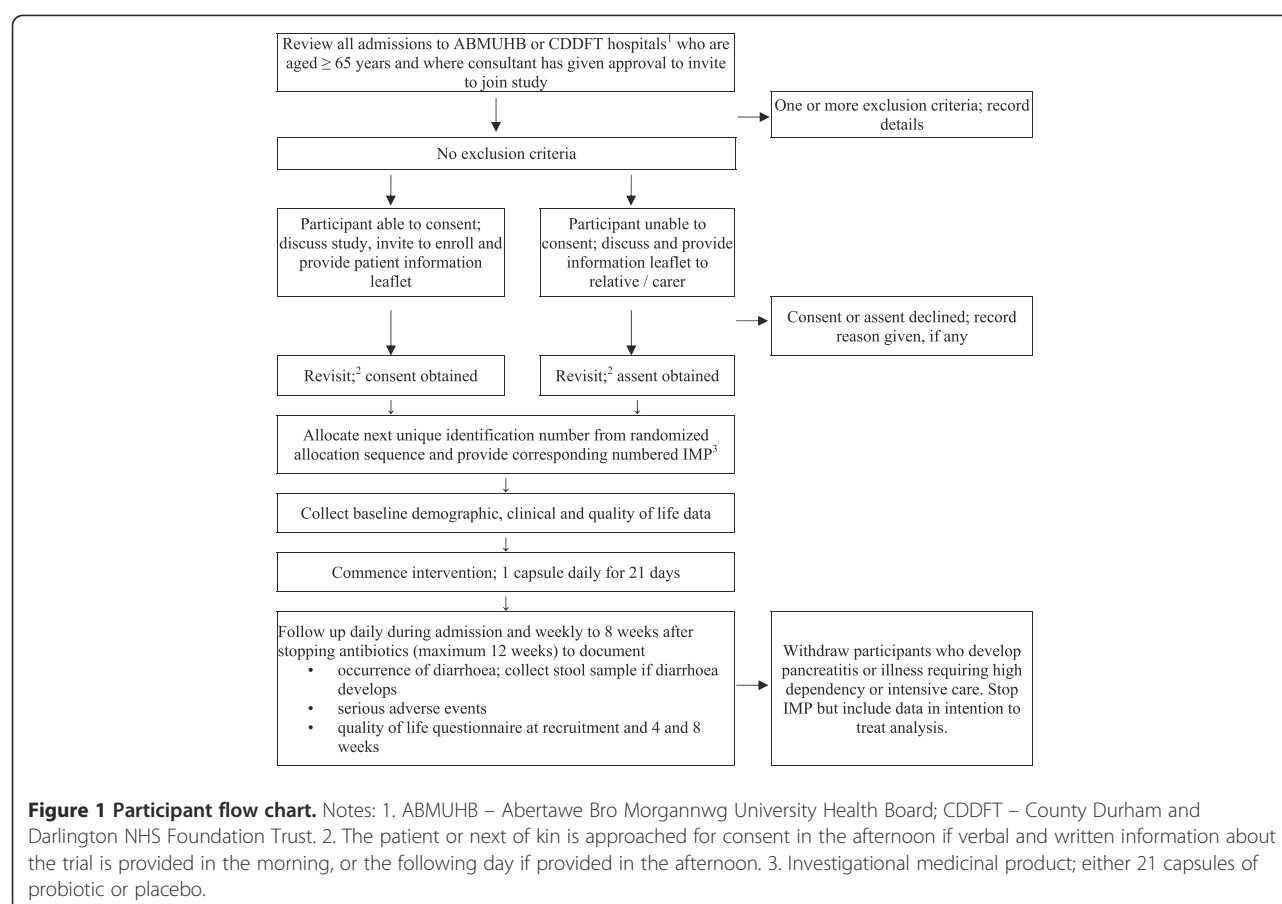 Review all admissions to ABMUHB or CDDFT hospitals¹ who are
aged ≥ 65 years and where consultant has given approval to invite
to join study
One or more exclusion criteria; record
details
No exclusion criteria
Participant able to consent;
discuss study, invite to enroll and
provide patient information
leaflet
Participant unable to
consent; discuss and provide
information leaflet to
relative / carer
Consent or assent declined; record
reason given, if any
Revisit;² consent obtained
Revisit;² assent obtained
Allocate next unique identification number from randomized
allocation sequence and provide corresponding numbered IMP³
Collect baseline demographic, clinical and quality of life data
Commence intervention; 1 capsule daily for 21 days
Follow up daily during admission and weekly to 8 weeks after
stopping antibiotics (maximum 12 weeks) to document
• occurrence of diarrhoea; collect stool sample if diarrhoea
develops
• serious adverse events
• quality of life questionnaire at recruitment and 4 and 8
weeks
Withdraw participants who develop
pancreatitis or illness requiring high
dependency or intensive care. Stop
IMP but include data in intention to
treat analysis.
Figure 1 Participant flow chart. Notes: 1. ABMUHB – Abertawe Bro Morgannwg University Health Board; CDDFT – County Durham and
Darlington NHS Foundation Trust. 2. The patient or next of kin is approached for consent in the afternoon if verbal and written information about
the trial is provided in the morning, or the following day if provided in the afternoon. 3. Investigational medicinal product; either 21 capsules of
probiotic or placebo.